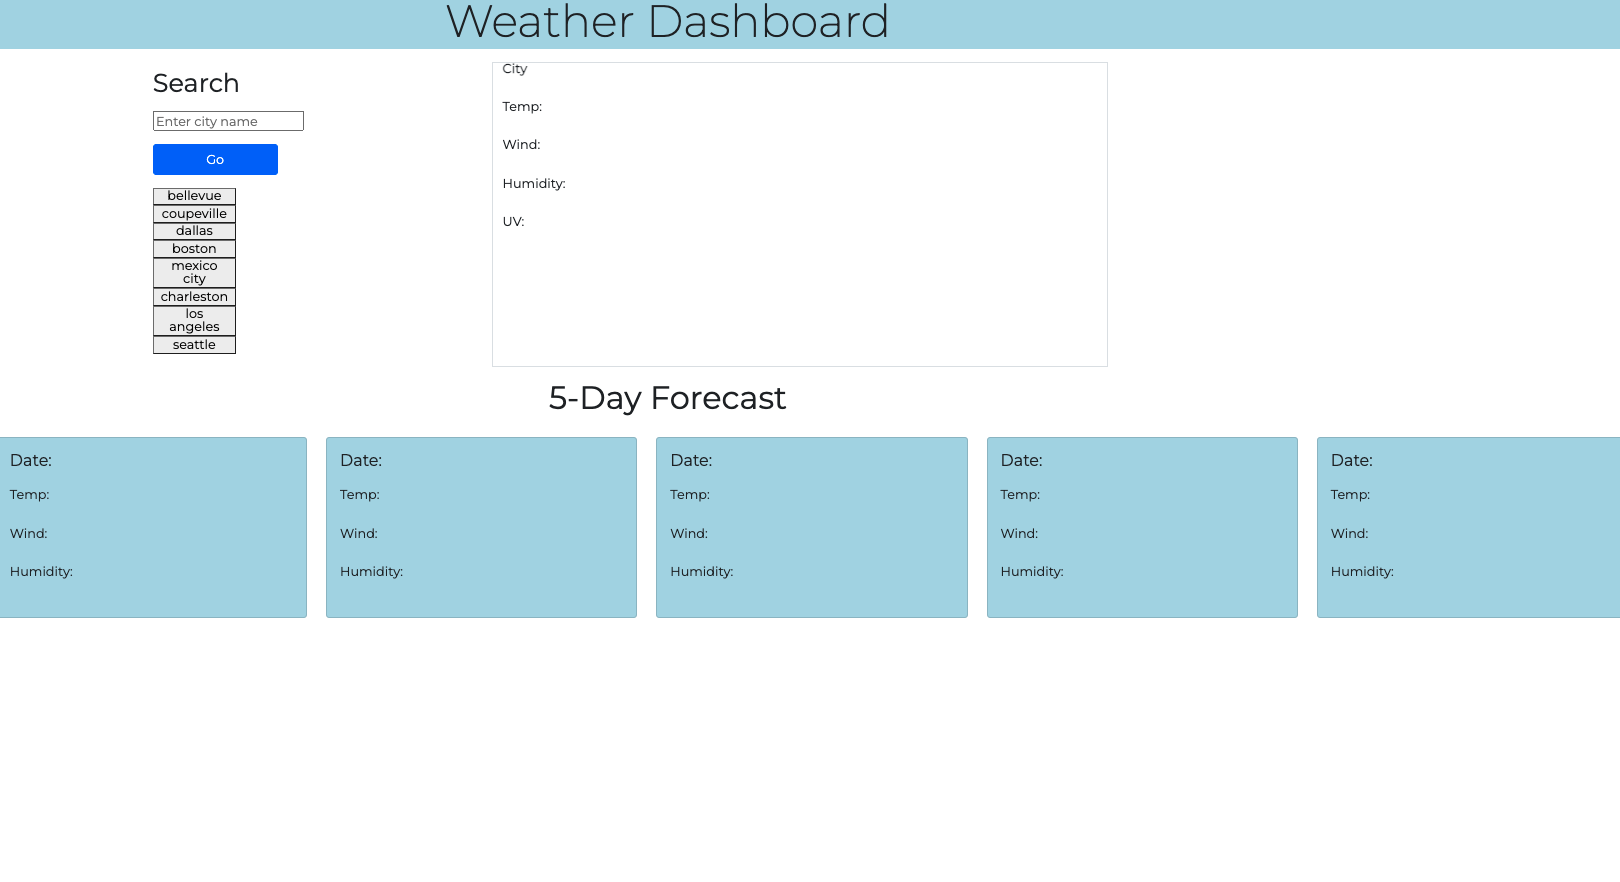 Weather Dashboard
Search
Enter city name
Go
bellevue
coupeville
dallas
boston
mexico
city
charleston
los
angeles
seattle
City
Temp:
Wind:
Humidity:
UV:
5-Day Forecast
Date:
Temp:
Wind:
Humidity:
Date:
Temp:
Wind:
Humidity:
Date:
Temp:
Wind:
Humidity:
Date:
Temp:
Wind:
Humidity:
Date:
Temp:
Wind:
Humidity: